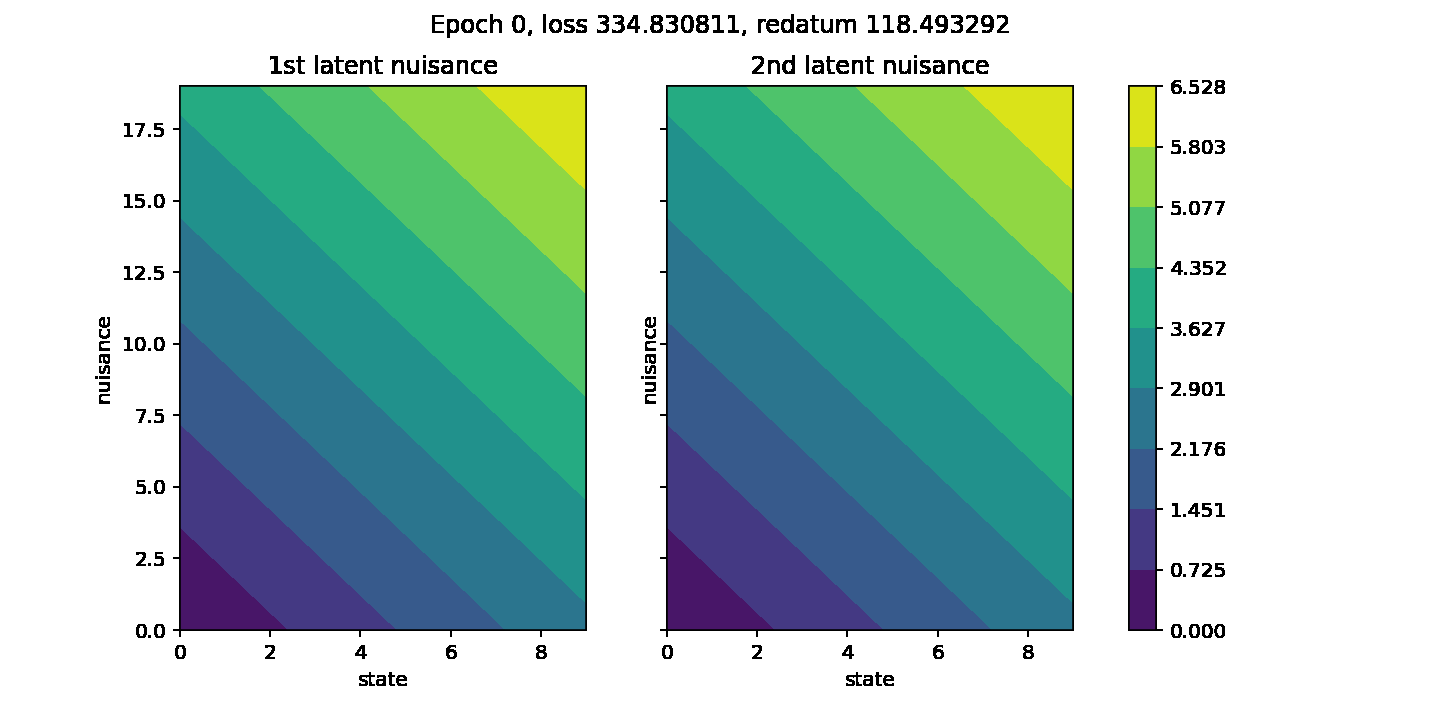 Epoch 0, loss 334.830811, redatum 118.493292
1st latent nuisance
2nd latent nuisance
17.5
15.0
12.5
10.0
7.5
5.0
2.5
0.0
nuisance
0 2 4 6 8
state
nuisance
0 2 4 6 8
state
6.528
5.803
5.077
4.352
3.627
2.901
2.176
1.451
0.725
0.000